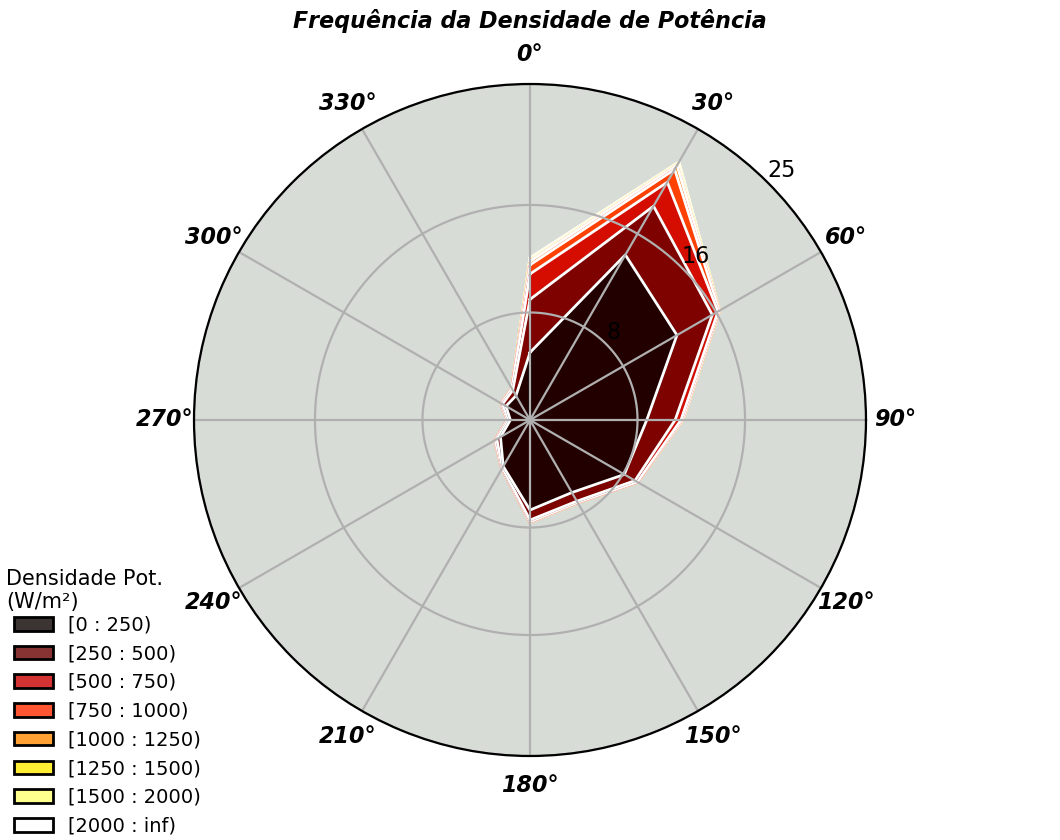 Frequência da Densidade de Potência
0°
330°
30°
25
300°
60°
16
8
270°
90°
240°
120°
210°
150°
180°
Densidade Pot.
(W/m²)
[0 : 250)
[250 : 500)
[500 : 750)
[750 : 1000)
[1000 : 1250)
[1250 : 1500)
[1500 : 2000)
[2000 : inf)